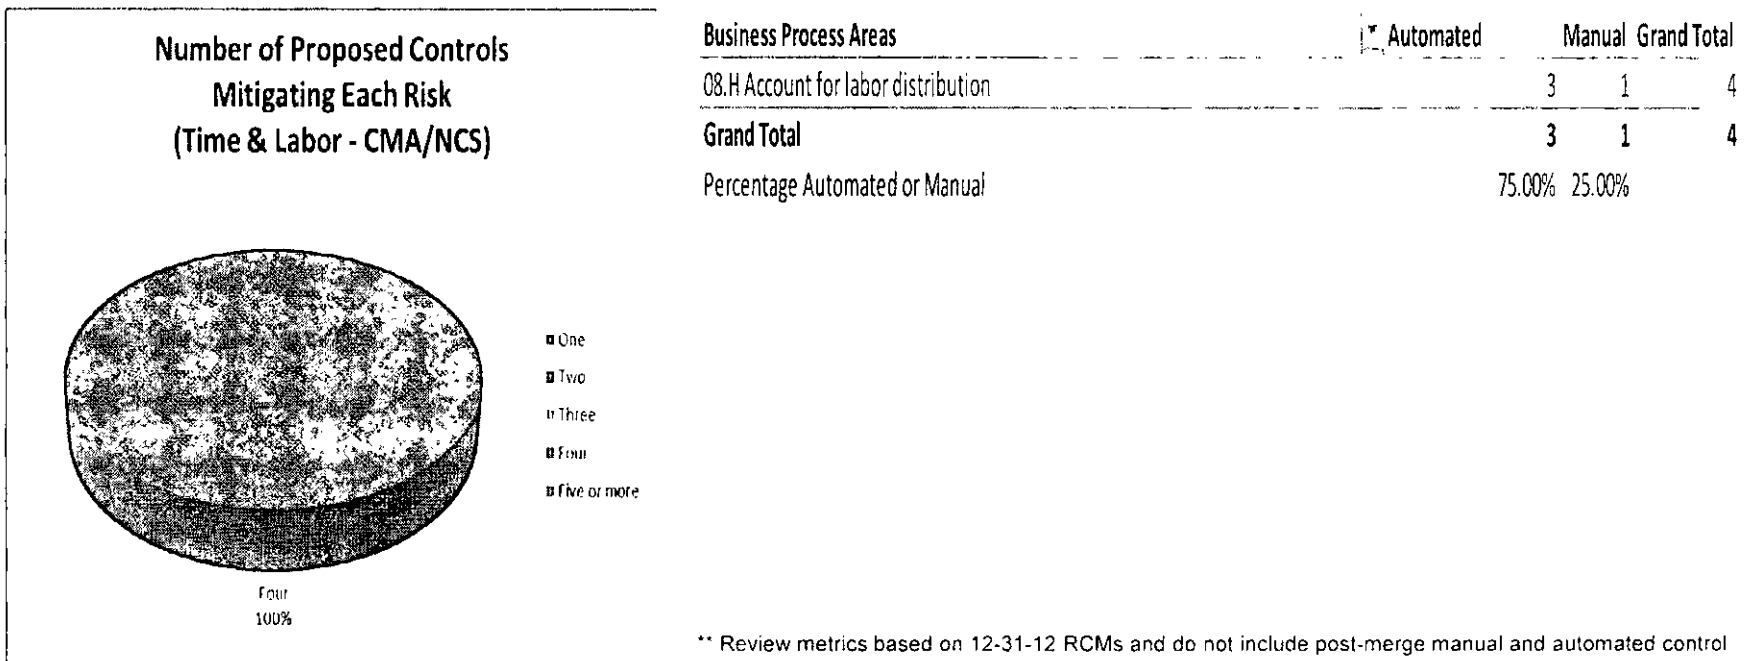 Number of Proposed Controls
Mitigating Each Risk
(Time & Labor - CMA/NCS)
One
Two
Three
Four
Five or more
Four
100%
Business Process Areas Automated Manual Grand Total
08.H Account for labor distribution 3 1 4
Grand Total 3 1 4
Percentage Automated or Manual 75.00% 25.00%
** Review metrics based on 12-31-12 RCMs and do not include post-merge manual and automated control